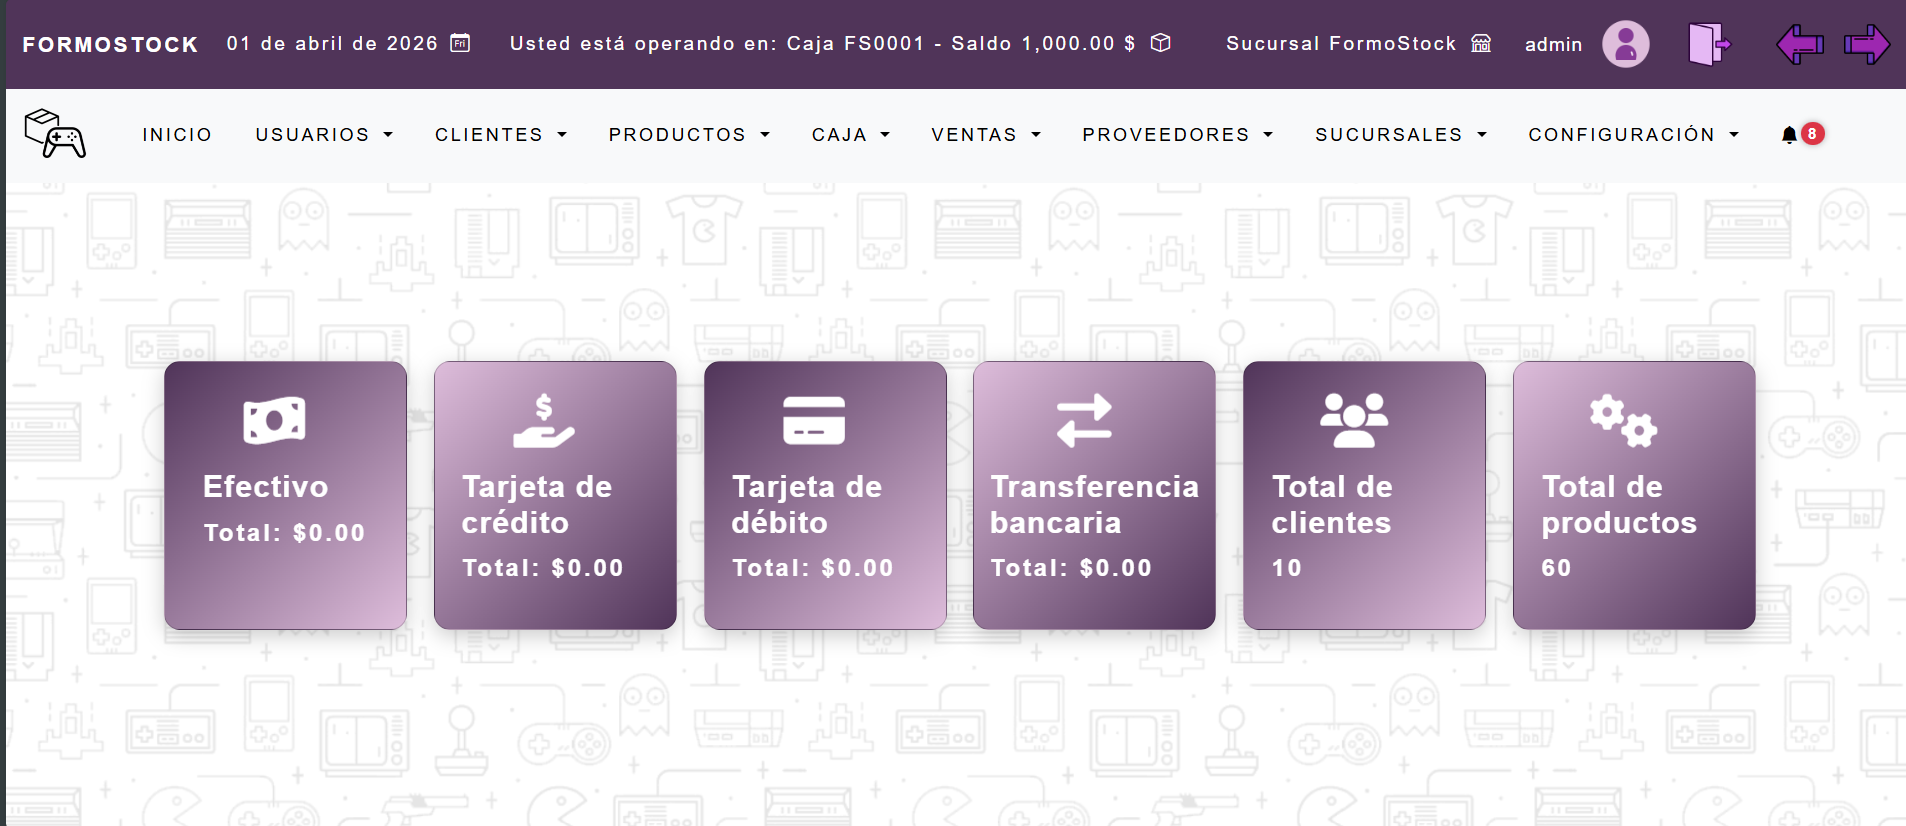 FORMOSTOCK 01 de abril de 2026 Fri Usted está operando en: Caja FS0001 - Saldo 1,000.00 $ Sucursal FormoStock admin
INICIO USUARIOS CLIENTES PRODUCTOS CAJA VENTAS PROVEEDORES SUCURSALES CONFIGURACIÓN 8
Efectivo
Total: $0.00
Tarjeta de
crédito
Total: $0.00
Tarjeta de
débito
Total: $0.00
Transferencia
bancaria
Total: $0.00
Total de
clientes
10
Total de
productos
60